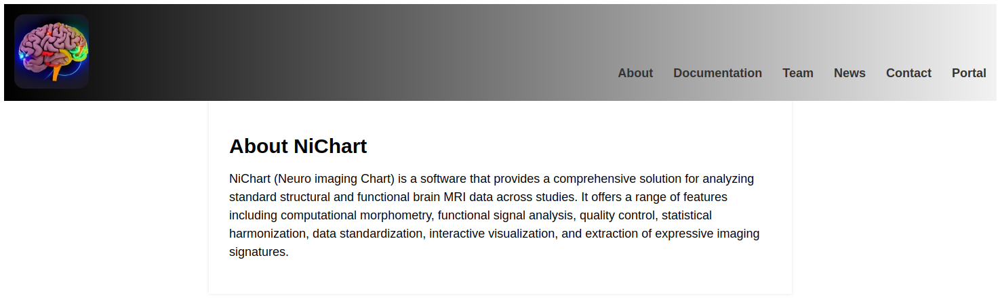 About Documentation Team News Contact Portal
About NiChart
NiChart (Neuro imaging Chart) is a software that provides a comprehensive solution for analyzing
standard structural and functional brain MRI data across studies. It offers a range of features
including computational morphometry, functional signal analysis, quality control, statistical
harmonization, data standardization, interactive visualization, and extraction of expressive imaging
signatures.